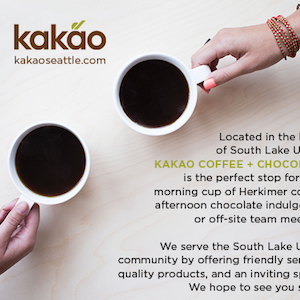 kakao
kakaoseattle.com
Located in the
of South Lake
KAKAO COFFEE +
is the perfect stop
morning cup of Herkimer
afternoon chocolate
or off-site team
We serve the South Lake
community by offering friendly
quality products, and an inviting
We hope to see you